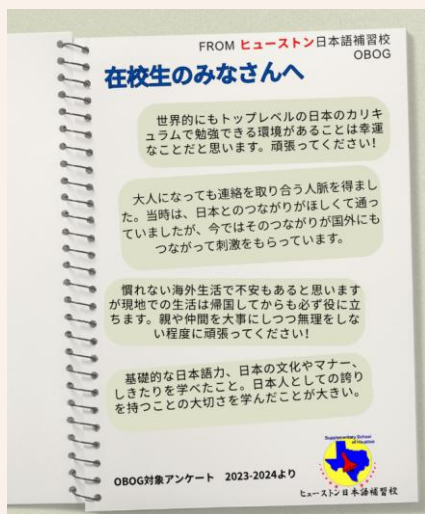 FROM ヒューストン日本語補習校
OBOG
在校生のみなさんへ
世界的にもトップレベルの日本のカリキ
ュラムで勉強できる環境があることは幸運
なことだと思います。頑張ってください!
大人になっても連絡を取り合う人脈を得まし
た。当時は、日本とのつながりがほしくて通っ
ていましたが、今ではそのつながりが国外にも
つながって刺激をもらっています。
慣れない海外生活で不安もあると思います
が現地での生活は帰国してからも必ず役に立
ちます。親や仲間を大事にしつつ無理をしな
い程度に頑張ってください!
基礎的な日本語力、日本の文化やマナー、
しきたりを学べたこと。日本人としての誇り
を持つことの大切さを学んだことが大きい。
Supplementary School
of Houston
OBOG対象アンケート 2023-2024より
ヒューストン日本語補習校